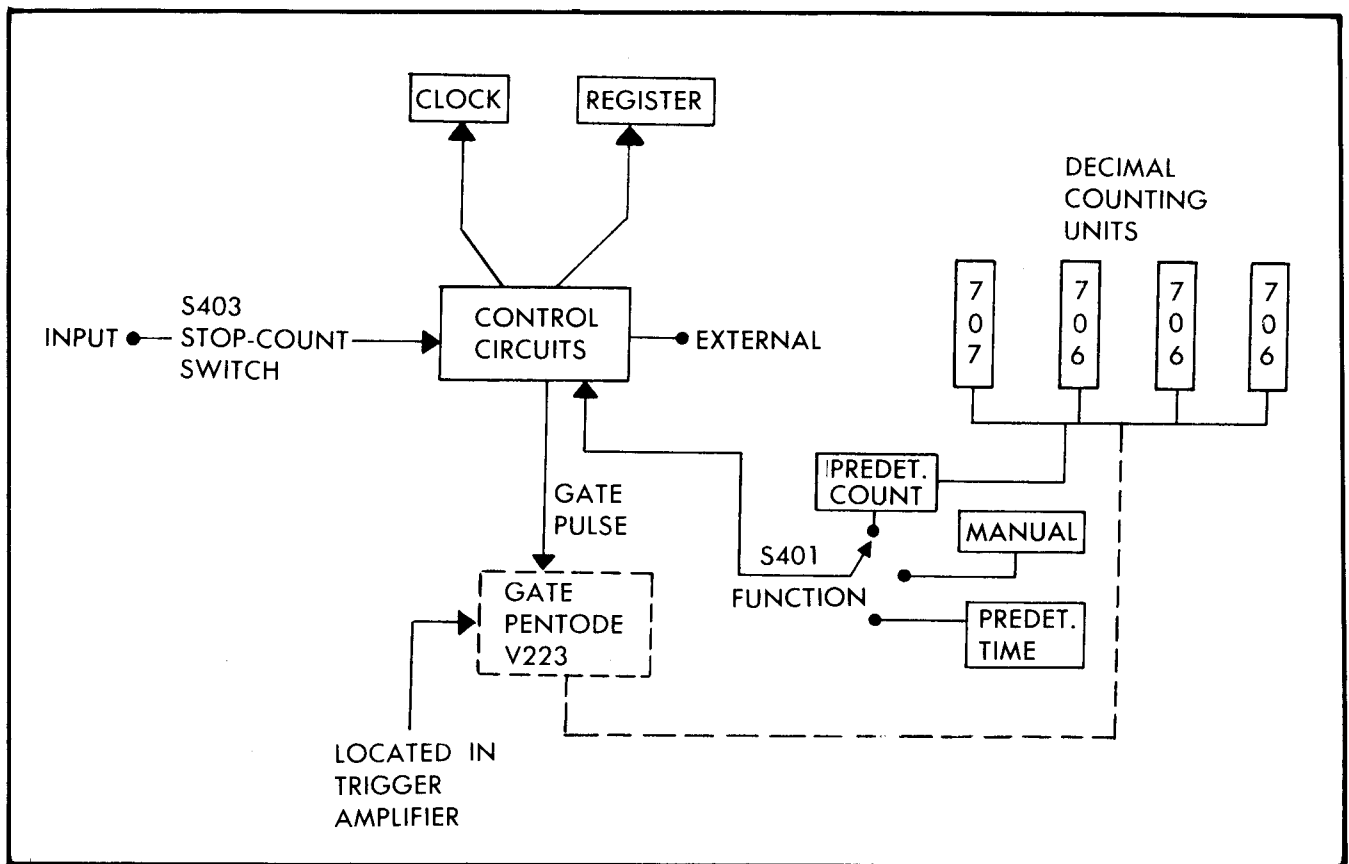 CLOCK
REGISTER
DECIMAL
COUNTING
UNITS
7
0
7
7
0
6
7
0
6
7
0
6
INPUT
S403
STOP-COUNT
SWITCH
CONTROL
CIRCUITS
EXTERNAL
PREDET.
COUNT
MANUAL
PREDET.
TIME
S401
FUNCTION
GATE
PULSE
GATE
PENTODE
V223
LOCATED IN
TRIGGER
AMPLIFIER